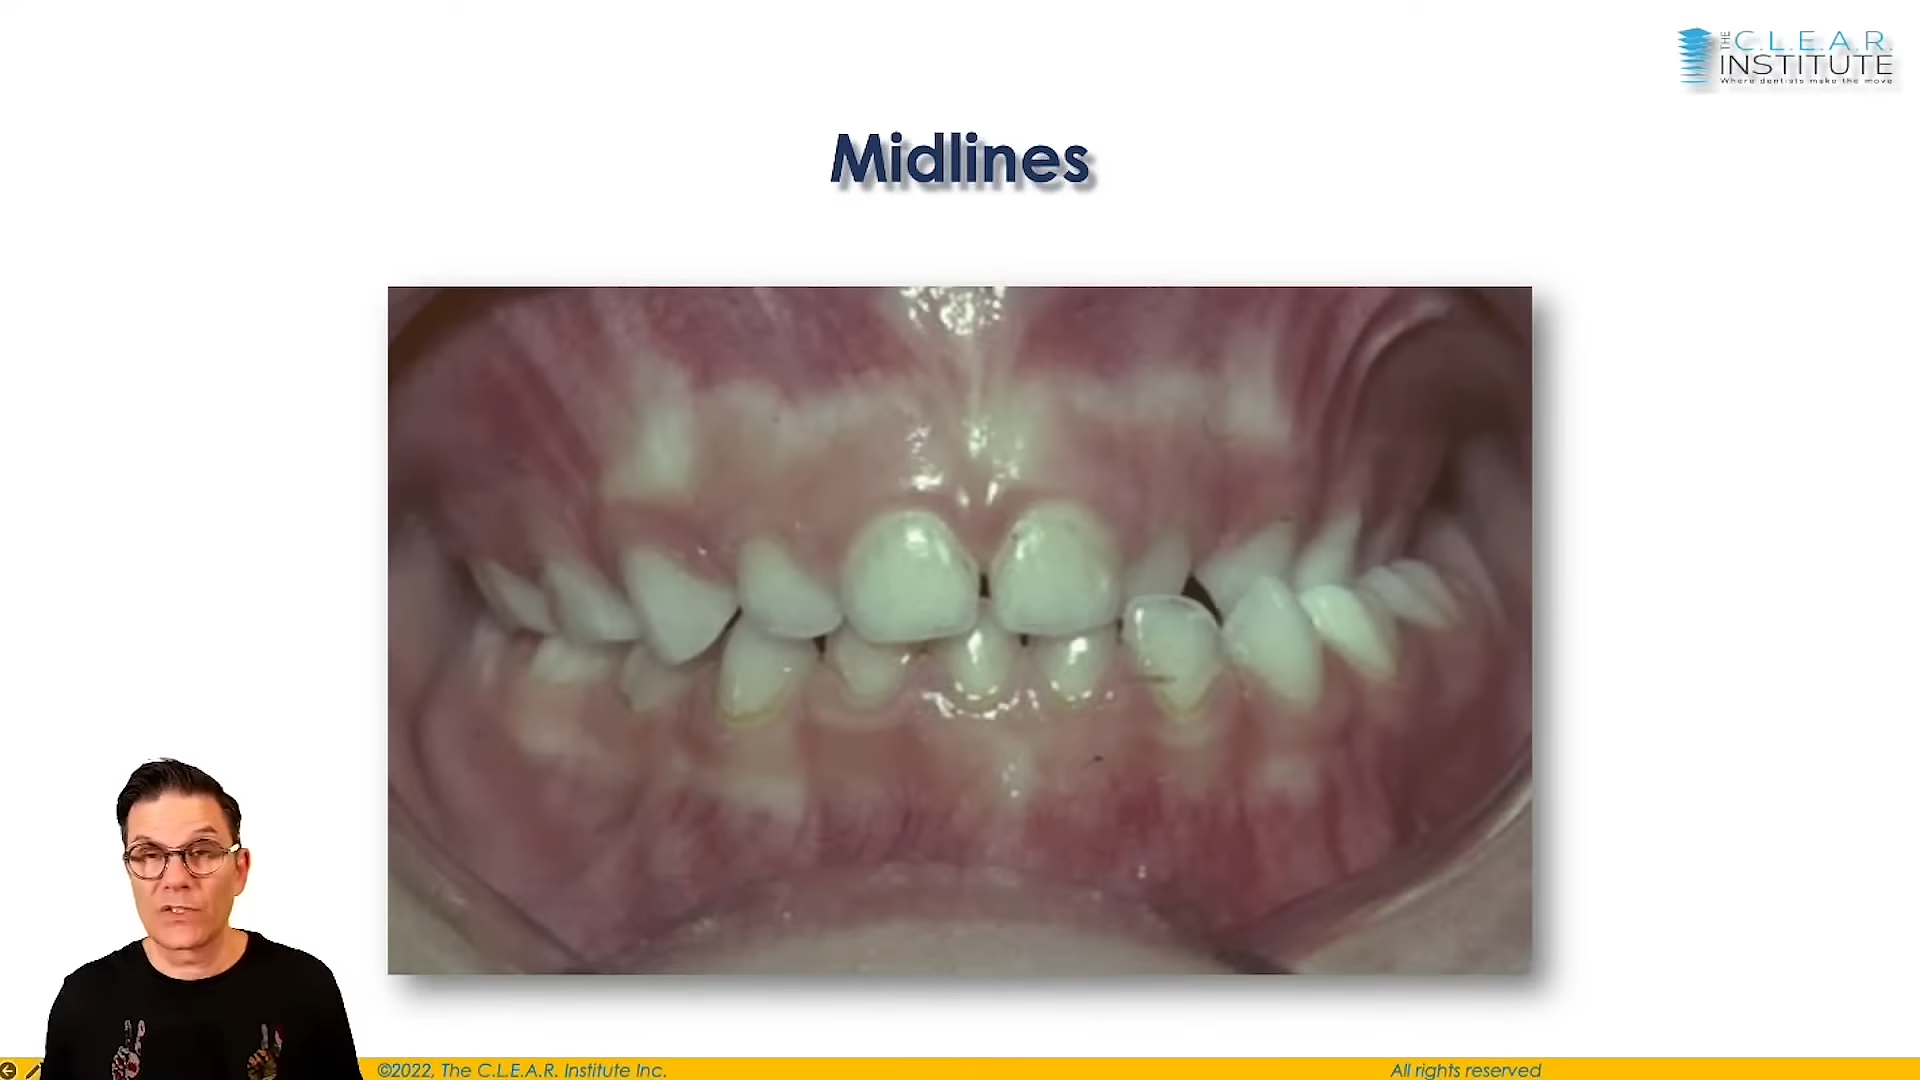 THE C.L.E.A.R.
INSTITUTE
Where dentists make the move
Midlines
©2022, The C.L.E.A.R. Institute Inc.
All rights reserved